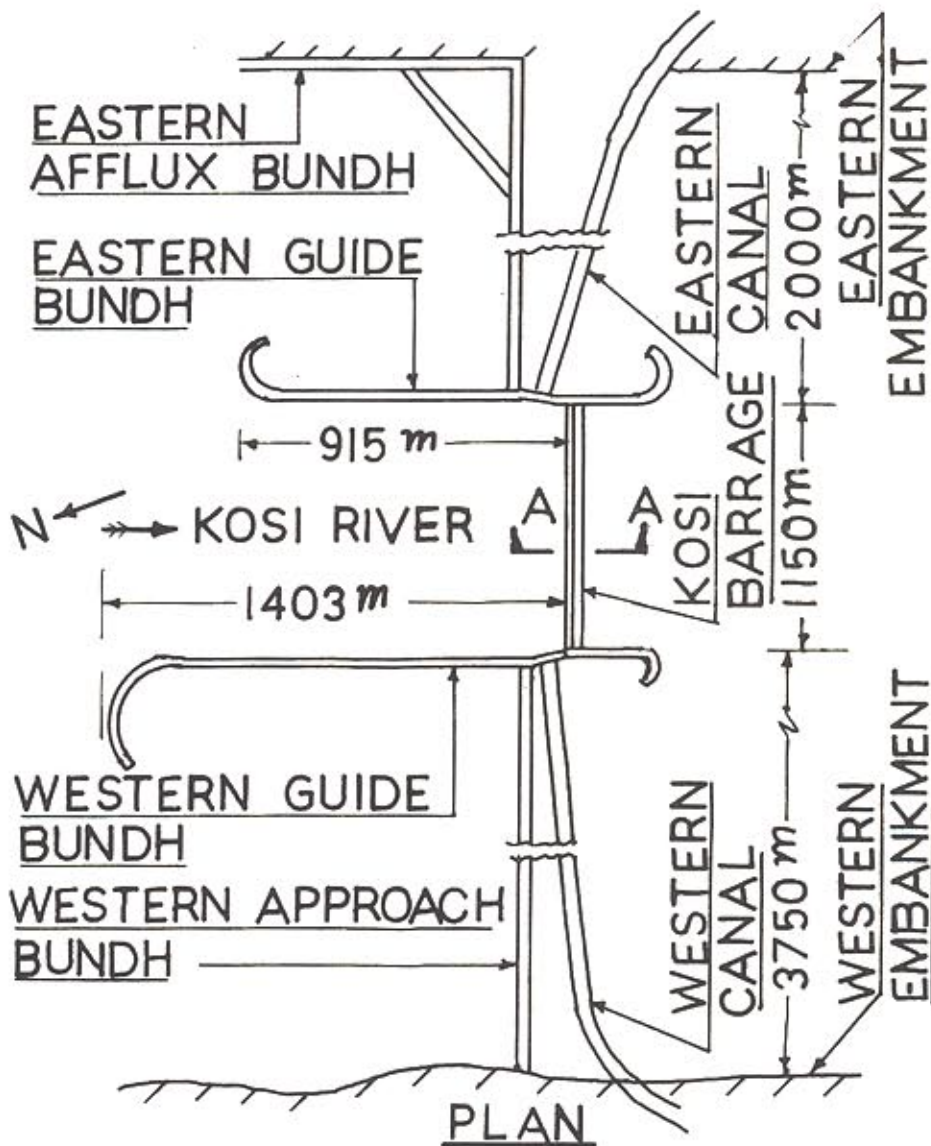 EASTERN
AFFLUX BUNDH
EASTERN GUIDE
BUNDH
915 m
N
KOSI RIVER
A
A
1403 m
WESTERN GUIDE
BUNDH
WESTERN APPROACH
BUNDH
EASTERN
CANAL
2000m
EASTERN
EMBANKMENT
KOSI
BARRAGE
1150m
WESTERN
CANAL
3750m
WESTERN
EMBANKMENT
PLAN